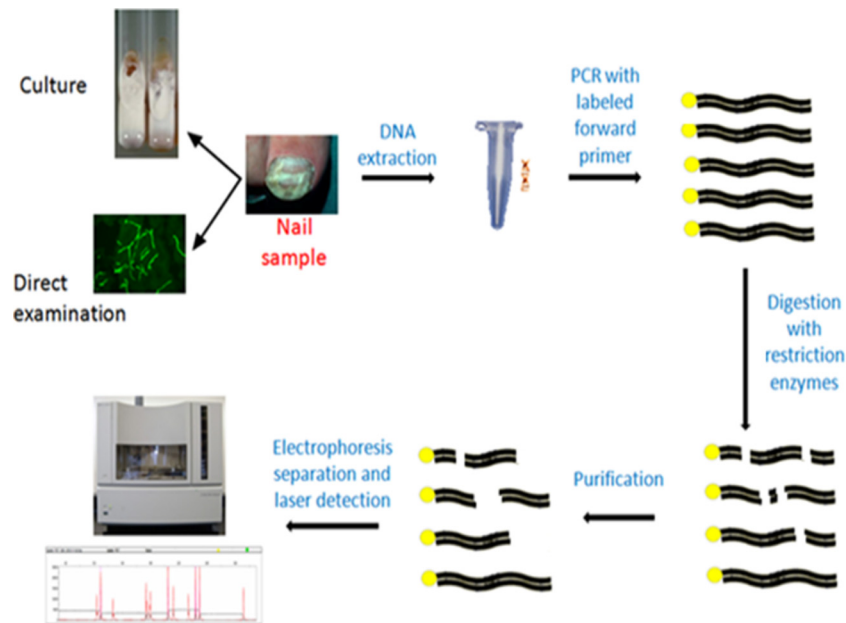 Culture
Direct
examination
Nail
sample
DNA
extraction
PCR with
labeled
forward
primer
Digestion
with
restriction
enzymes
Purification
Electrophoresis
separation and
laser detection